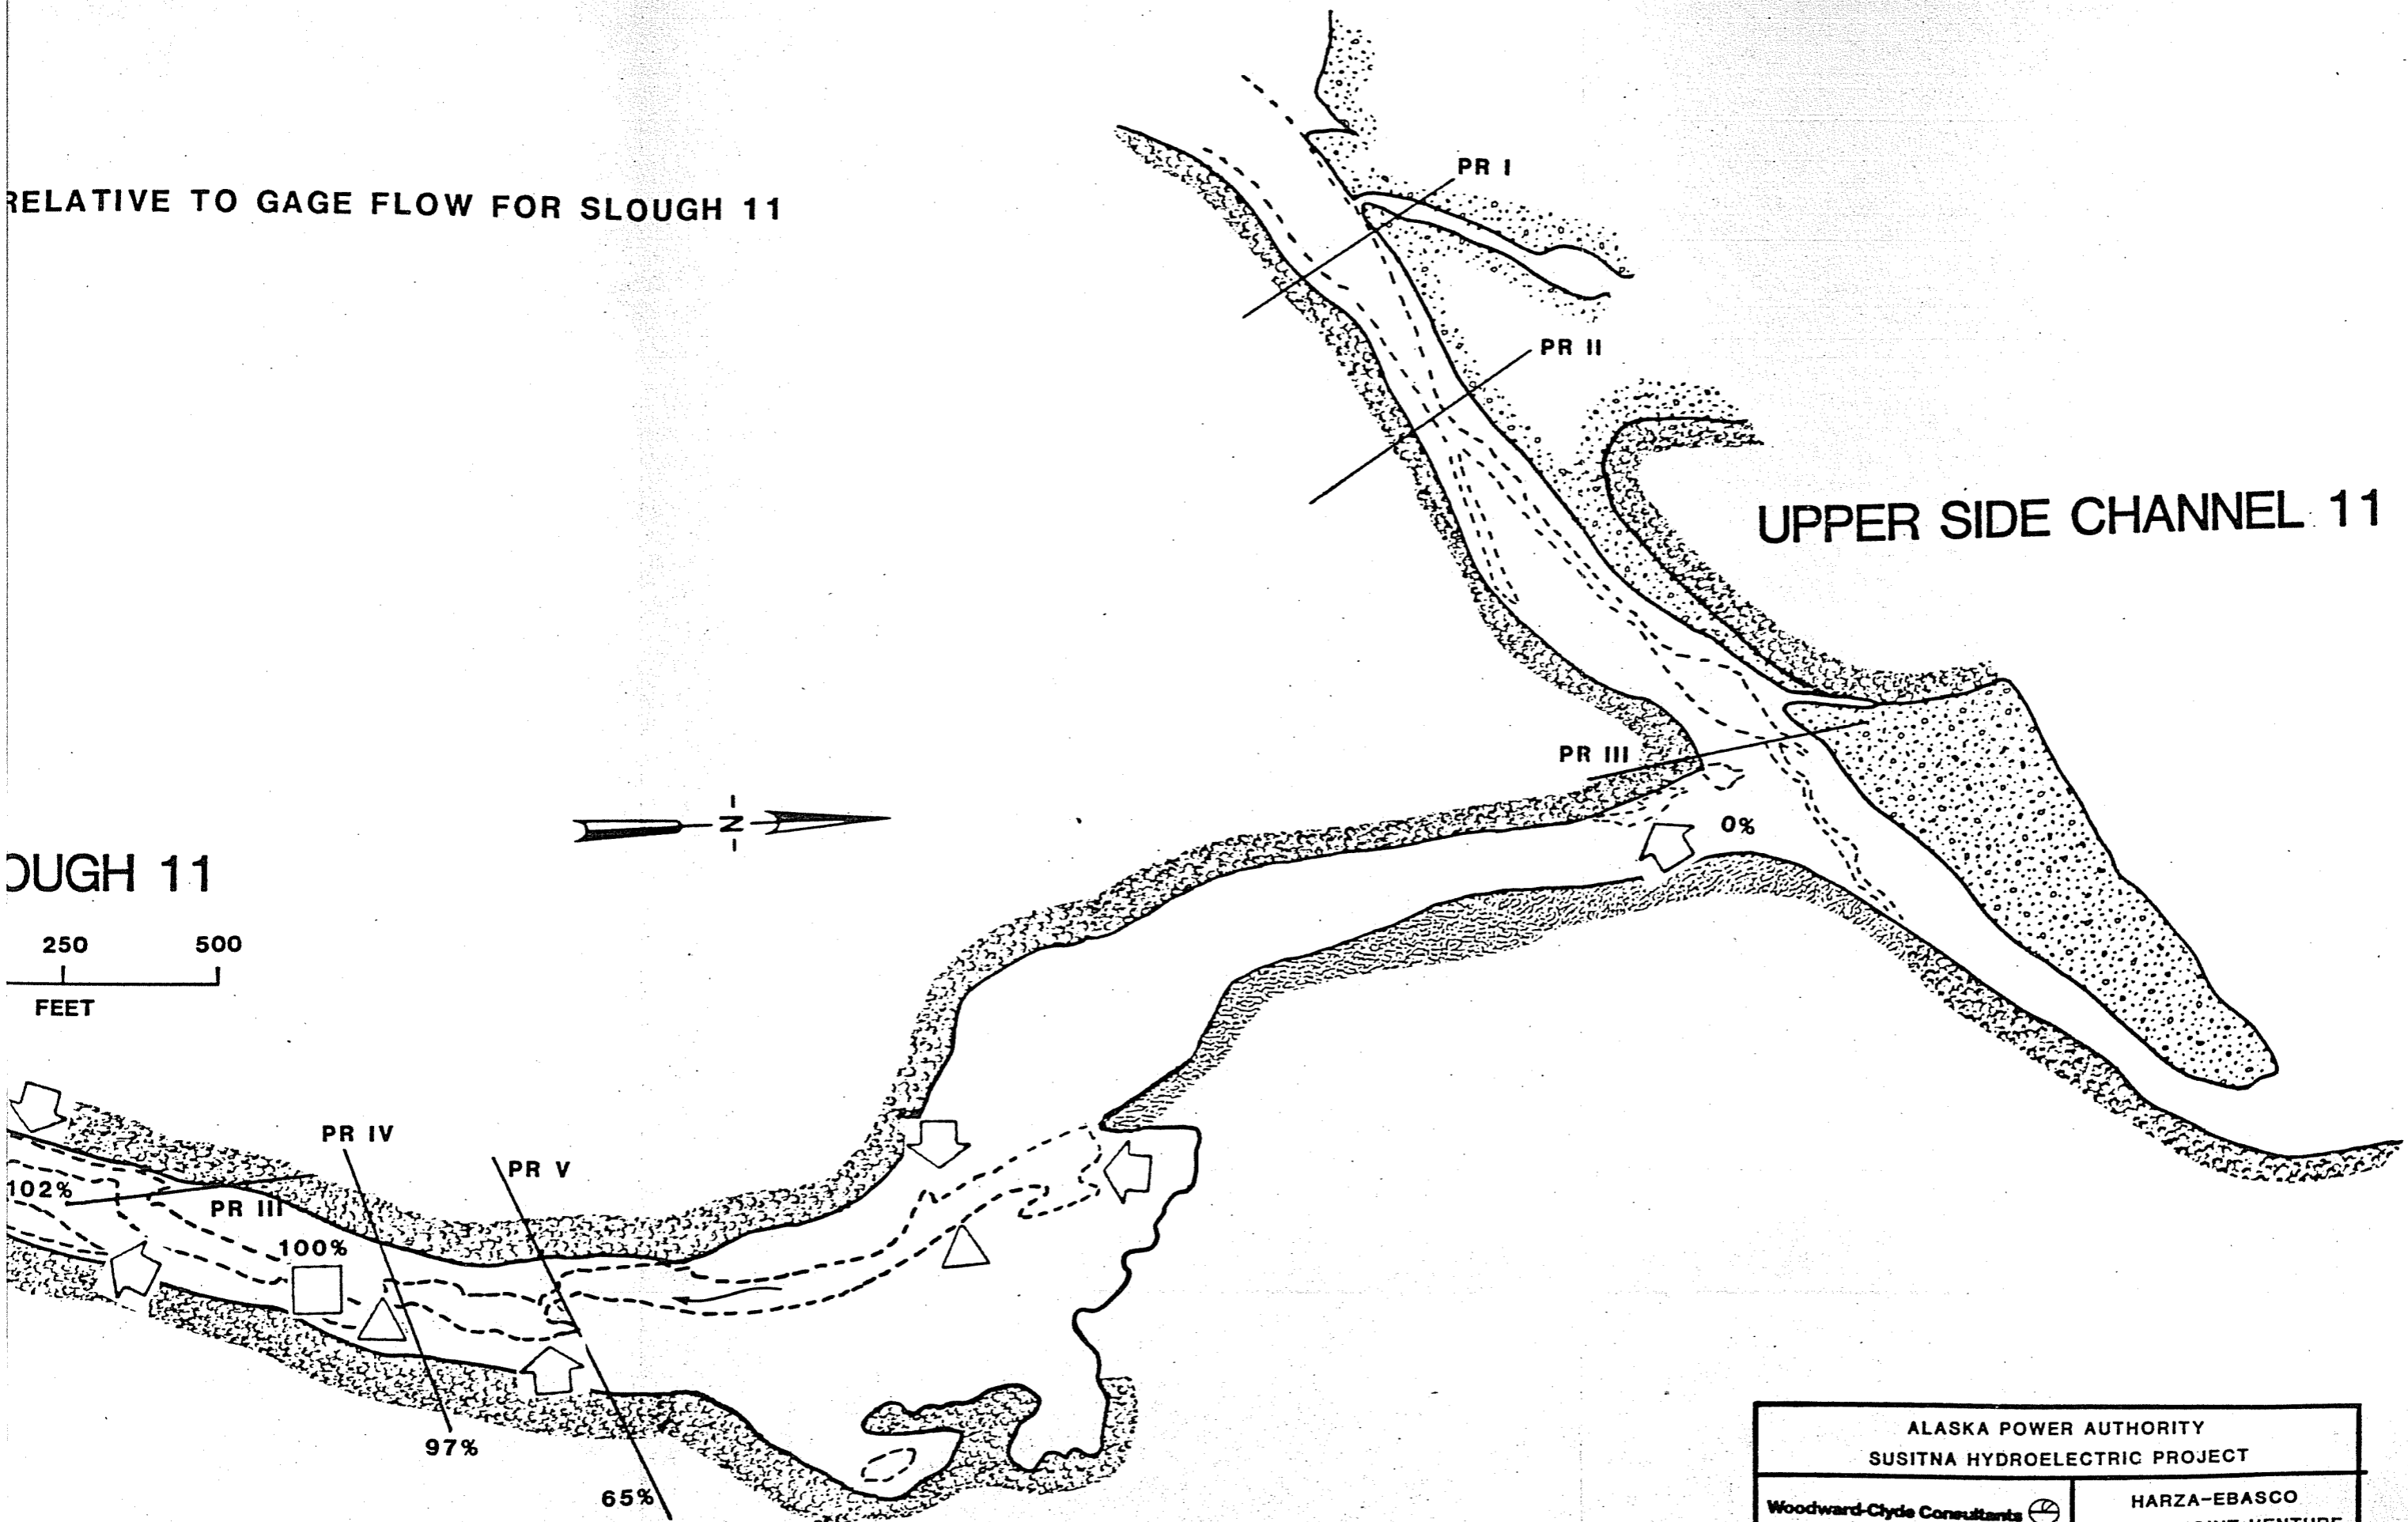 RELATIVE TO GAGE FLOW FOR SLOUGH 11
PR I
PR II
UPPER SIDE CHANNEL 11
PR III
0%
N
OUGH 11
250 500
FEET
PR IV
PR V
102%
PR III
100%
97%
65%
ALASKA POWER AUTHORITY
SUSITNA HYDROELECTRIC PROJECT
Woodward-Clyde Consultants
HARZA-EBASCO
VENTURE